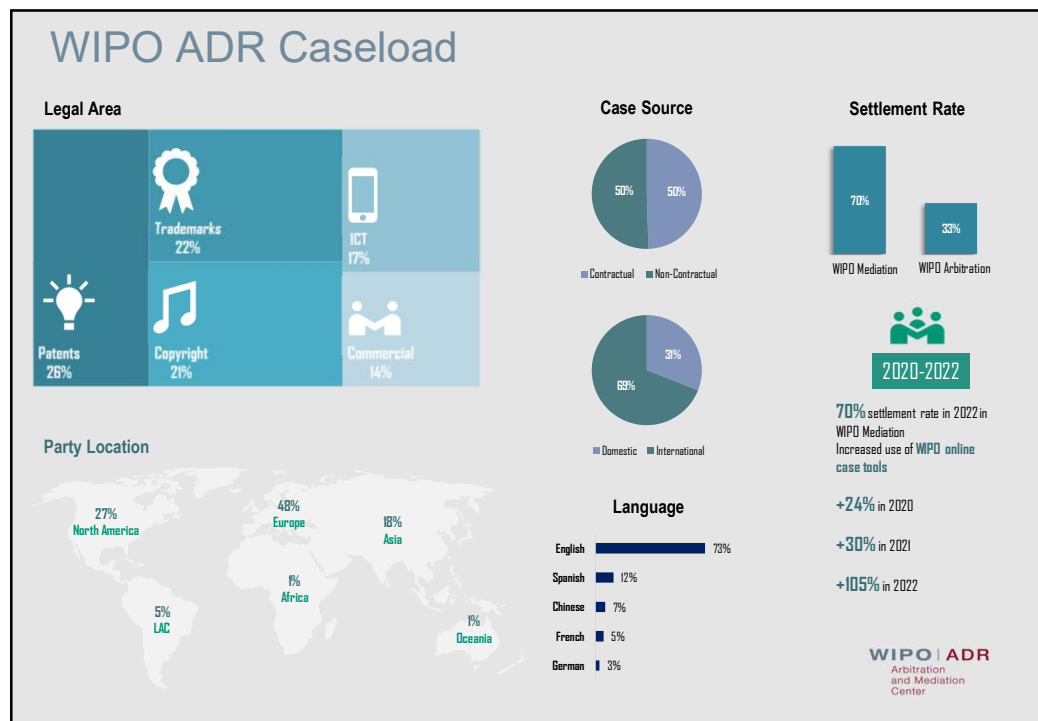 WIPO ADR Caseload
Legal Area
Patents
26%
Trademarks
22%
Copyright
21%
ICT
17%
Commercial
14%
Party Location
27%
North America
48%
Europe
18%
Asia
1%
Africa
5%
LAC
1%
Oceania
Case Source
50%
50%
Contractual
Non-Contractual
31%
69%
Domestic
International
Language
English 73%
Spanish 12%
Chinese 7%
French 5%
German 3%
Settlement Rate
70%
33%
WIPO Mediation
WIPO Arbitration
2020-2022
70% settlement rate in 2022 in
WIPO Mediation
Increased use of WIPO online
case tools
+24% in 2020
+30% in 2021
+105% in 2022
WIPO | ADR
Arbitration
and Mediation
Center